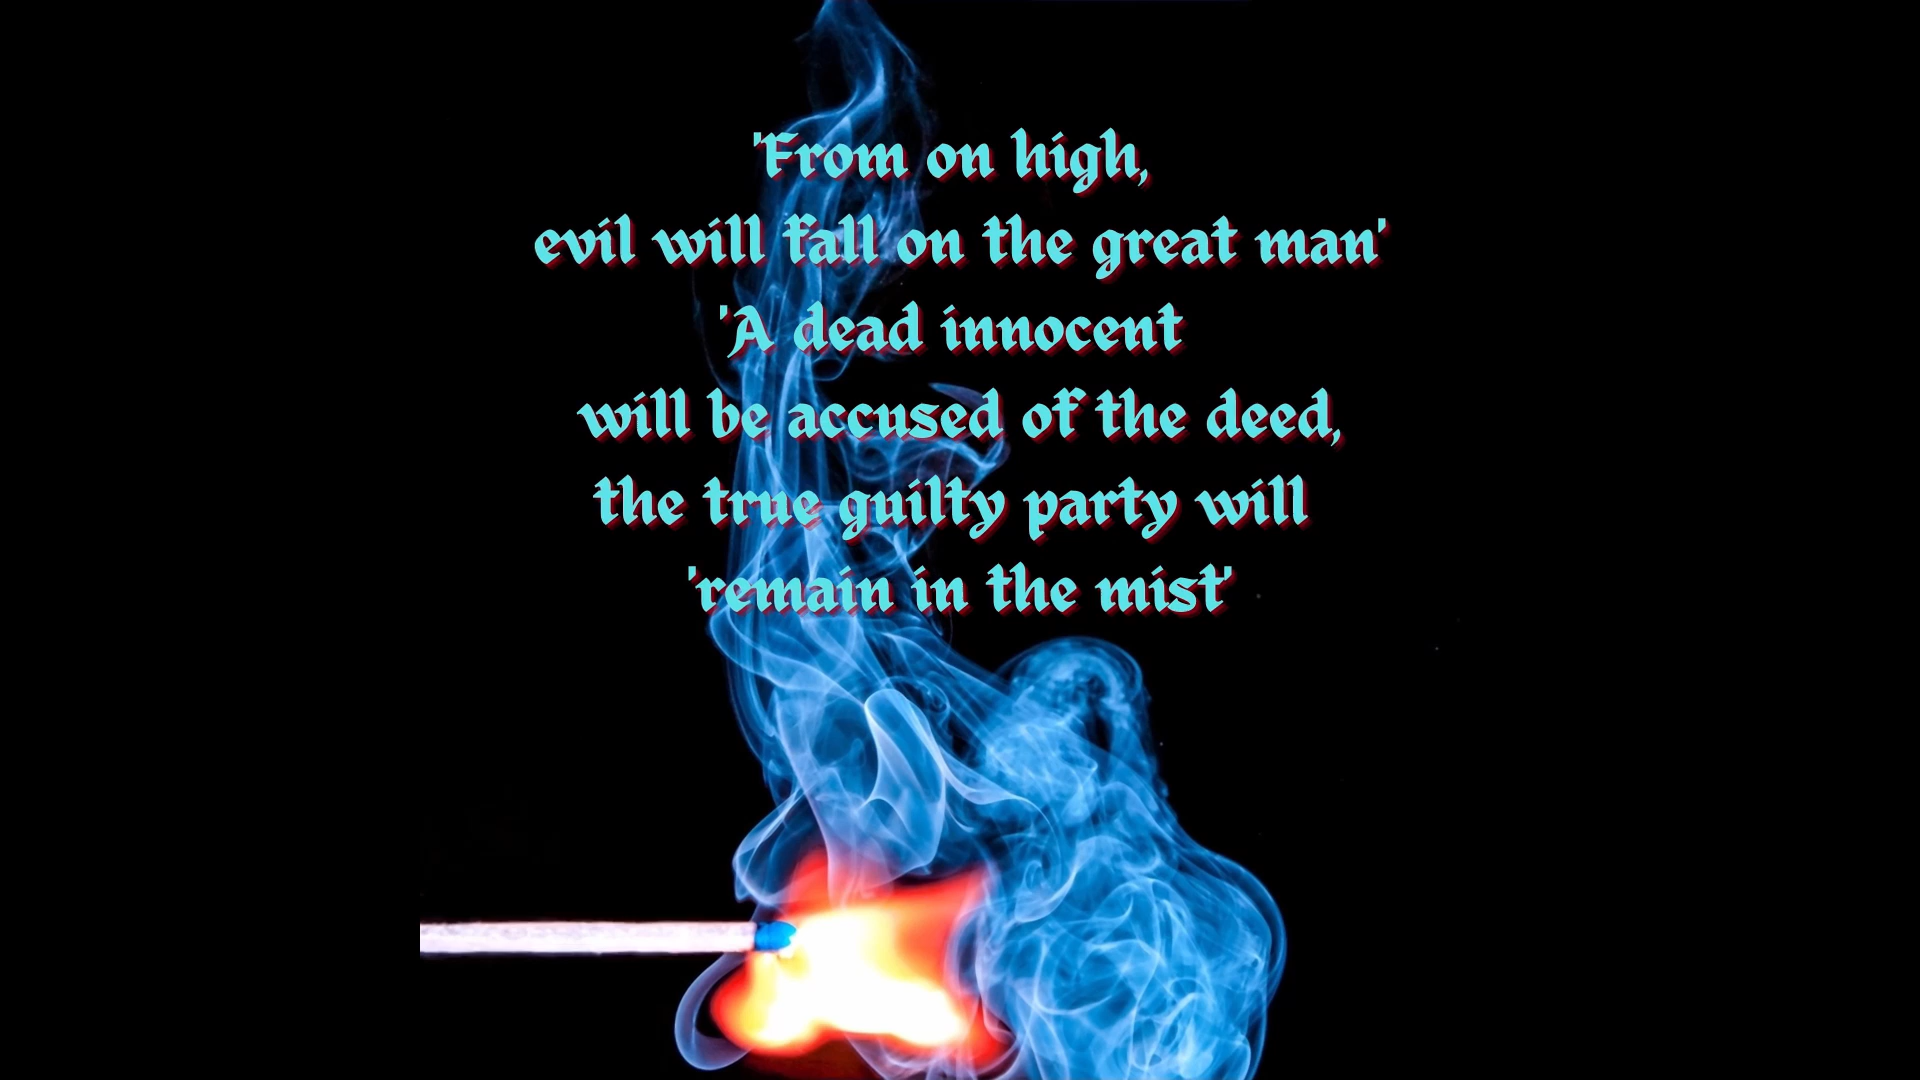 'From on high,
evil will fall on the great man'
'A dead innocent
will be accused of the deed,
the true guilty party will
'remain in the mist'